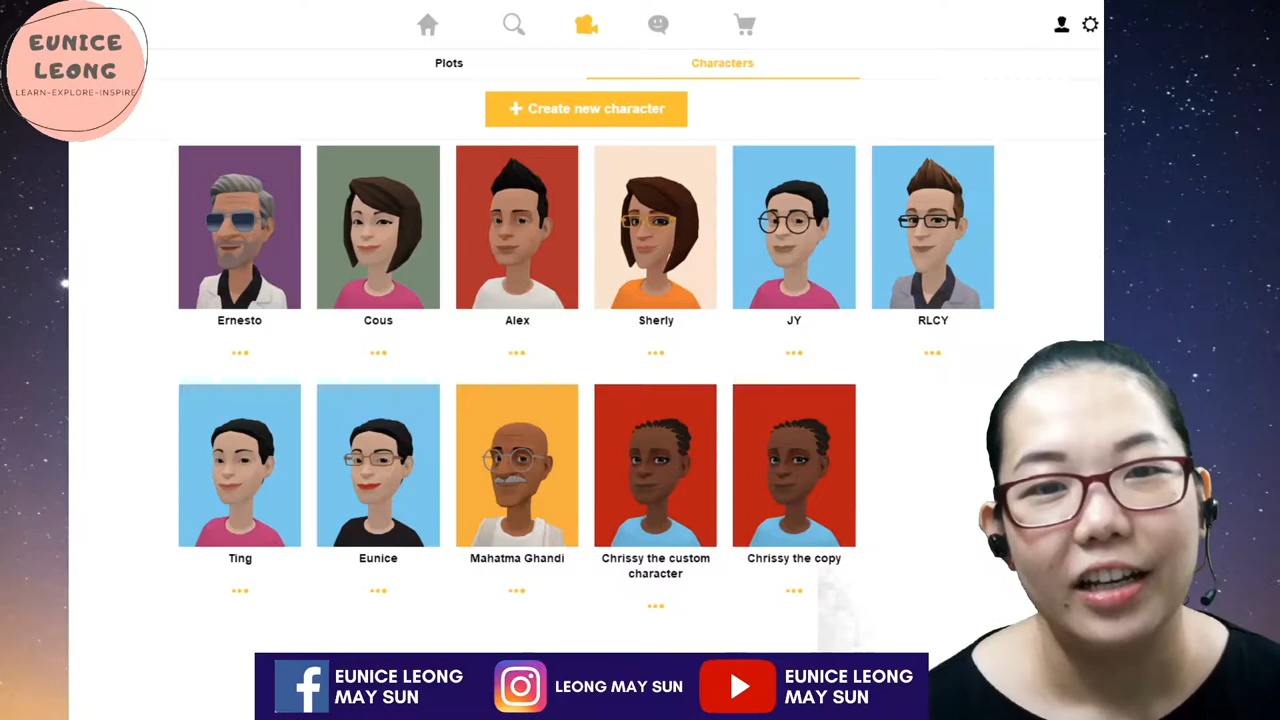 EUNICE
LEONG
LEARN-EXPLORE-INSPIRE
Plots
Characters
+ Create new character
Ernesto
Cous
Alex
Sherly
JY
RLCY
Ting
Eunice
Mahatma Ghandi
Chrissy the custom
character
Chrissy the copy
EUNICE LEONG
MAY SUN
LEONG MAY SUN
EUNICE LEONG
MAY SUN